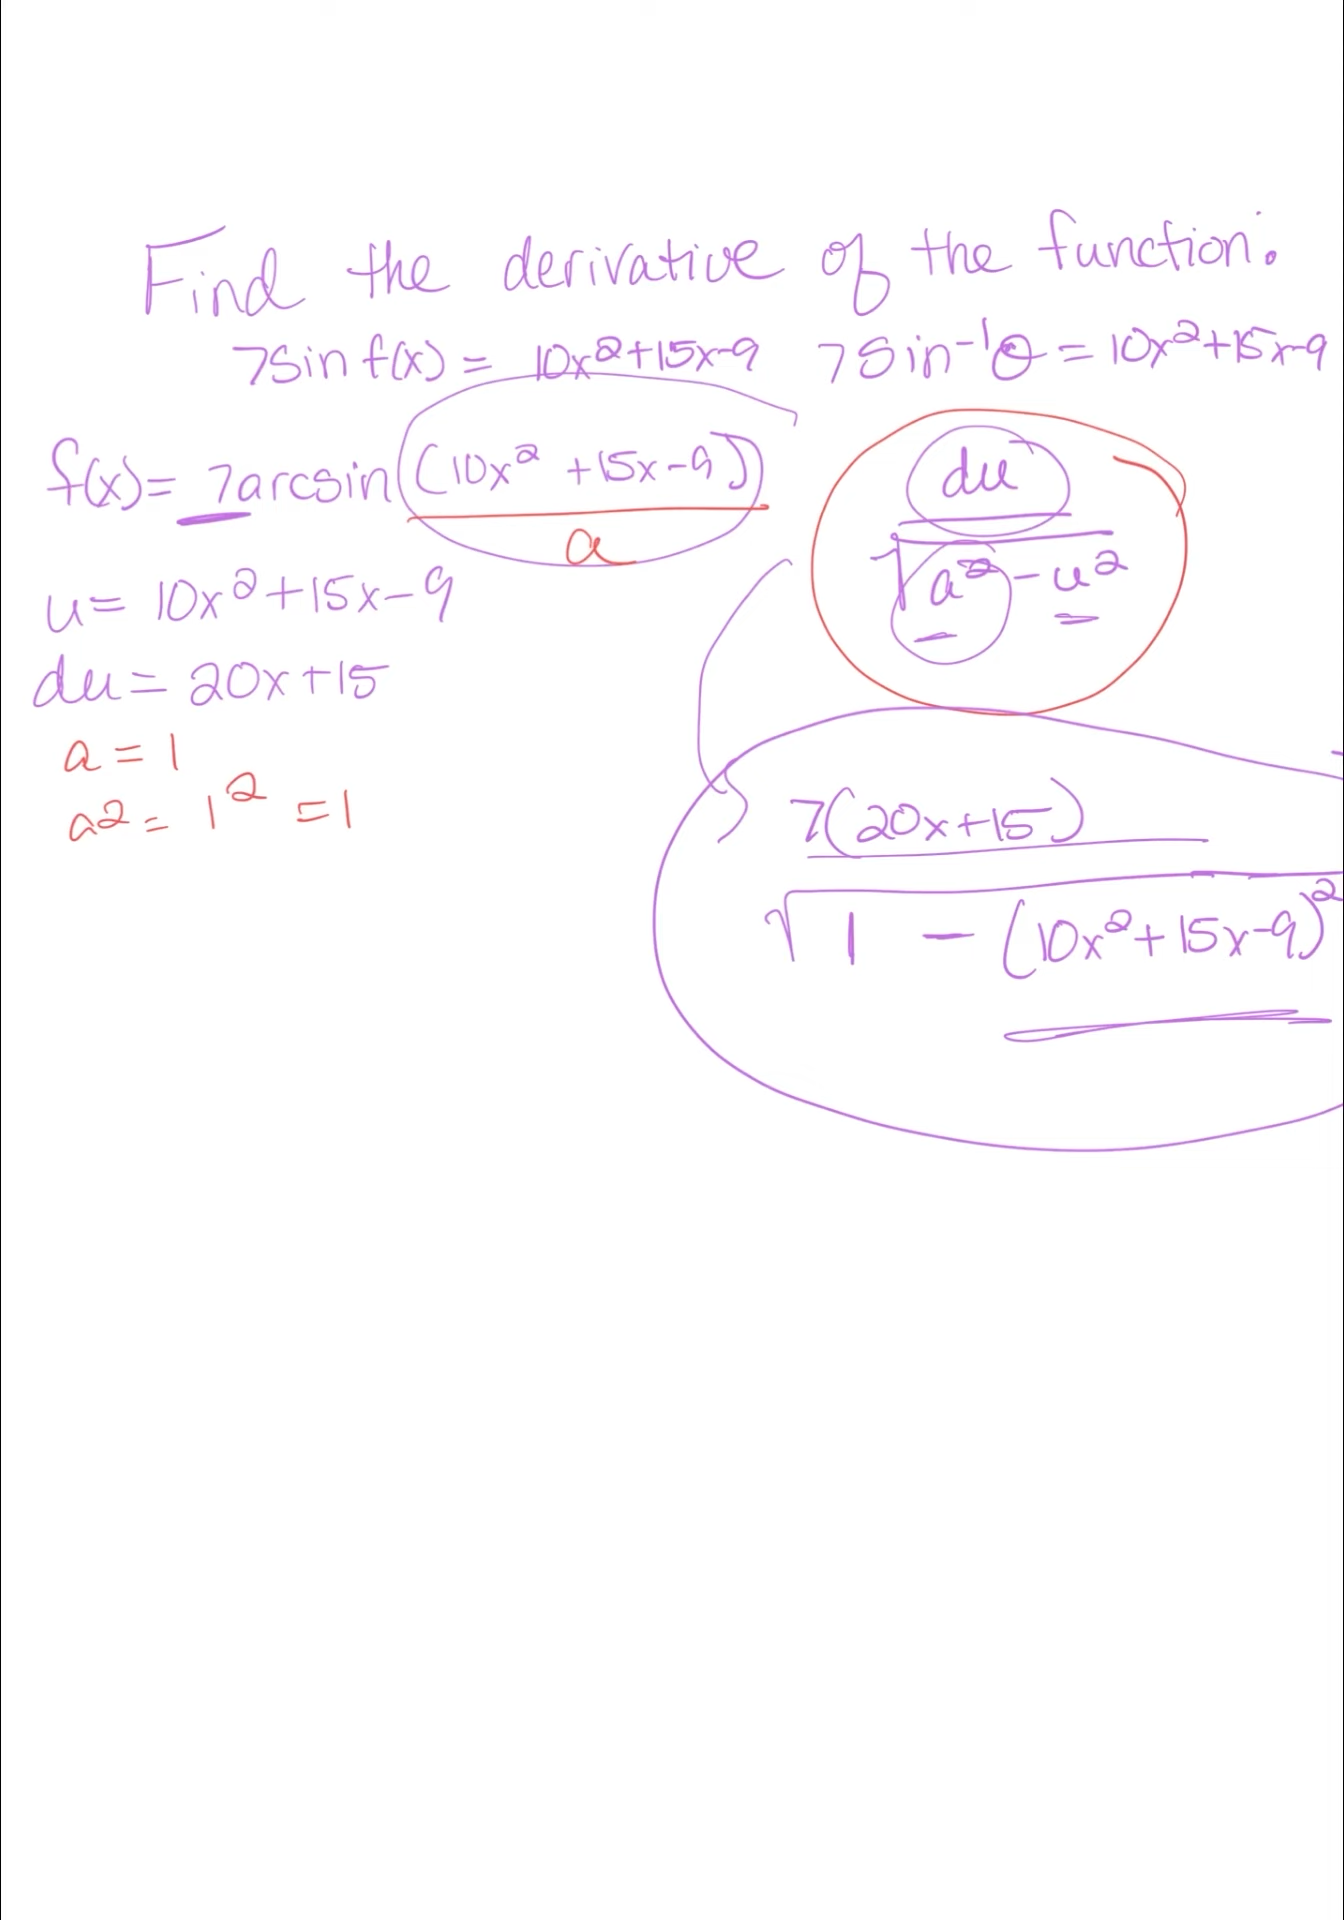 Find the derivative of the function.
7Sin f(x) = 10x²+15x-9 7Sin⁻¹θ = 10x²+15x-9
f(x) = 7arcsin (10x² +15x-9)
a
du
√a² - u²
u = 10x²+15x-9
du = 20x+15
a = 1
a2 = 1² = 1
7(20x+15)
√1 - (10x²+15x-9)²